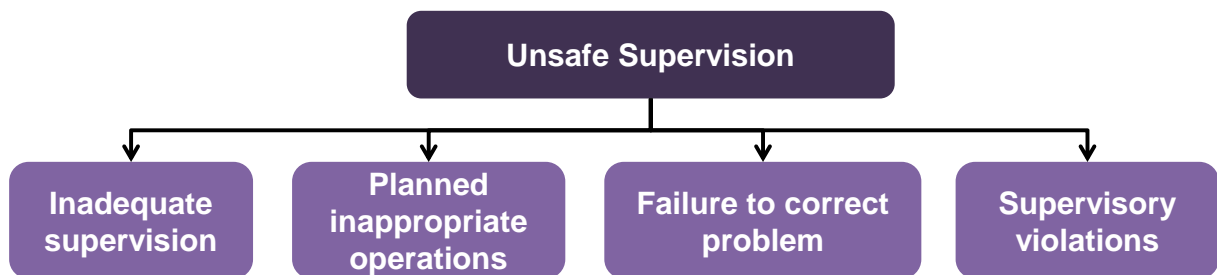 Unsafe Supervision
Inadequate
supervision
Planned
inappropriate
operations
Failure to correct
problem
Supervisory
violations